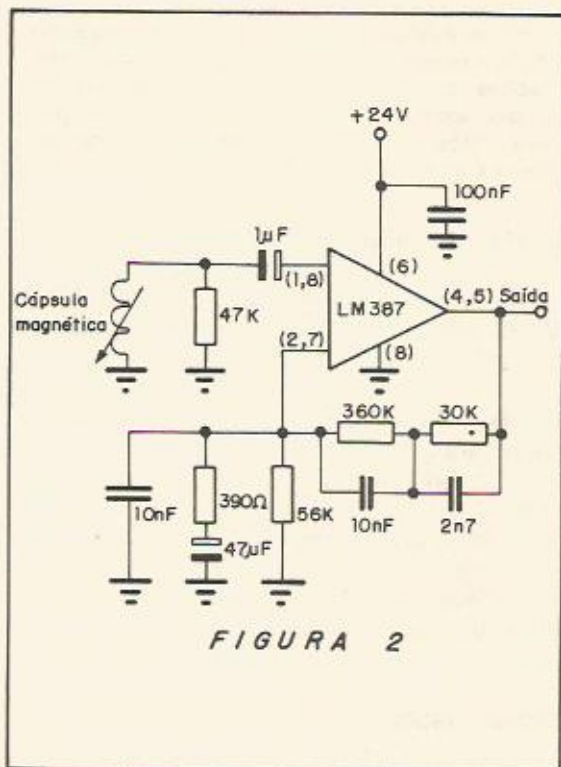 +24V
100nF
1µF
(1,8)
(6)
Cápsula
magnética
47K
LM387
(4,5) Saída
(2,7)
(8)
360K
30K
10nF
390Ω
56K
10nF
2n7
47µF
FIGURA 2